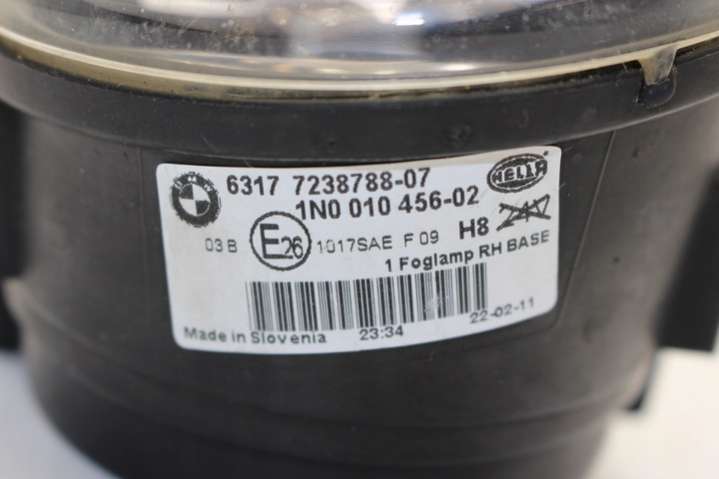 6317 7238788-07
HELLA
1N0 010 456-02
03 B E26 1017SAE F 09 H8
1 Foglamp RH BASE
22-02-11
Made in Slovenia 23:34